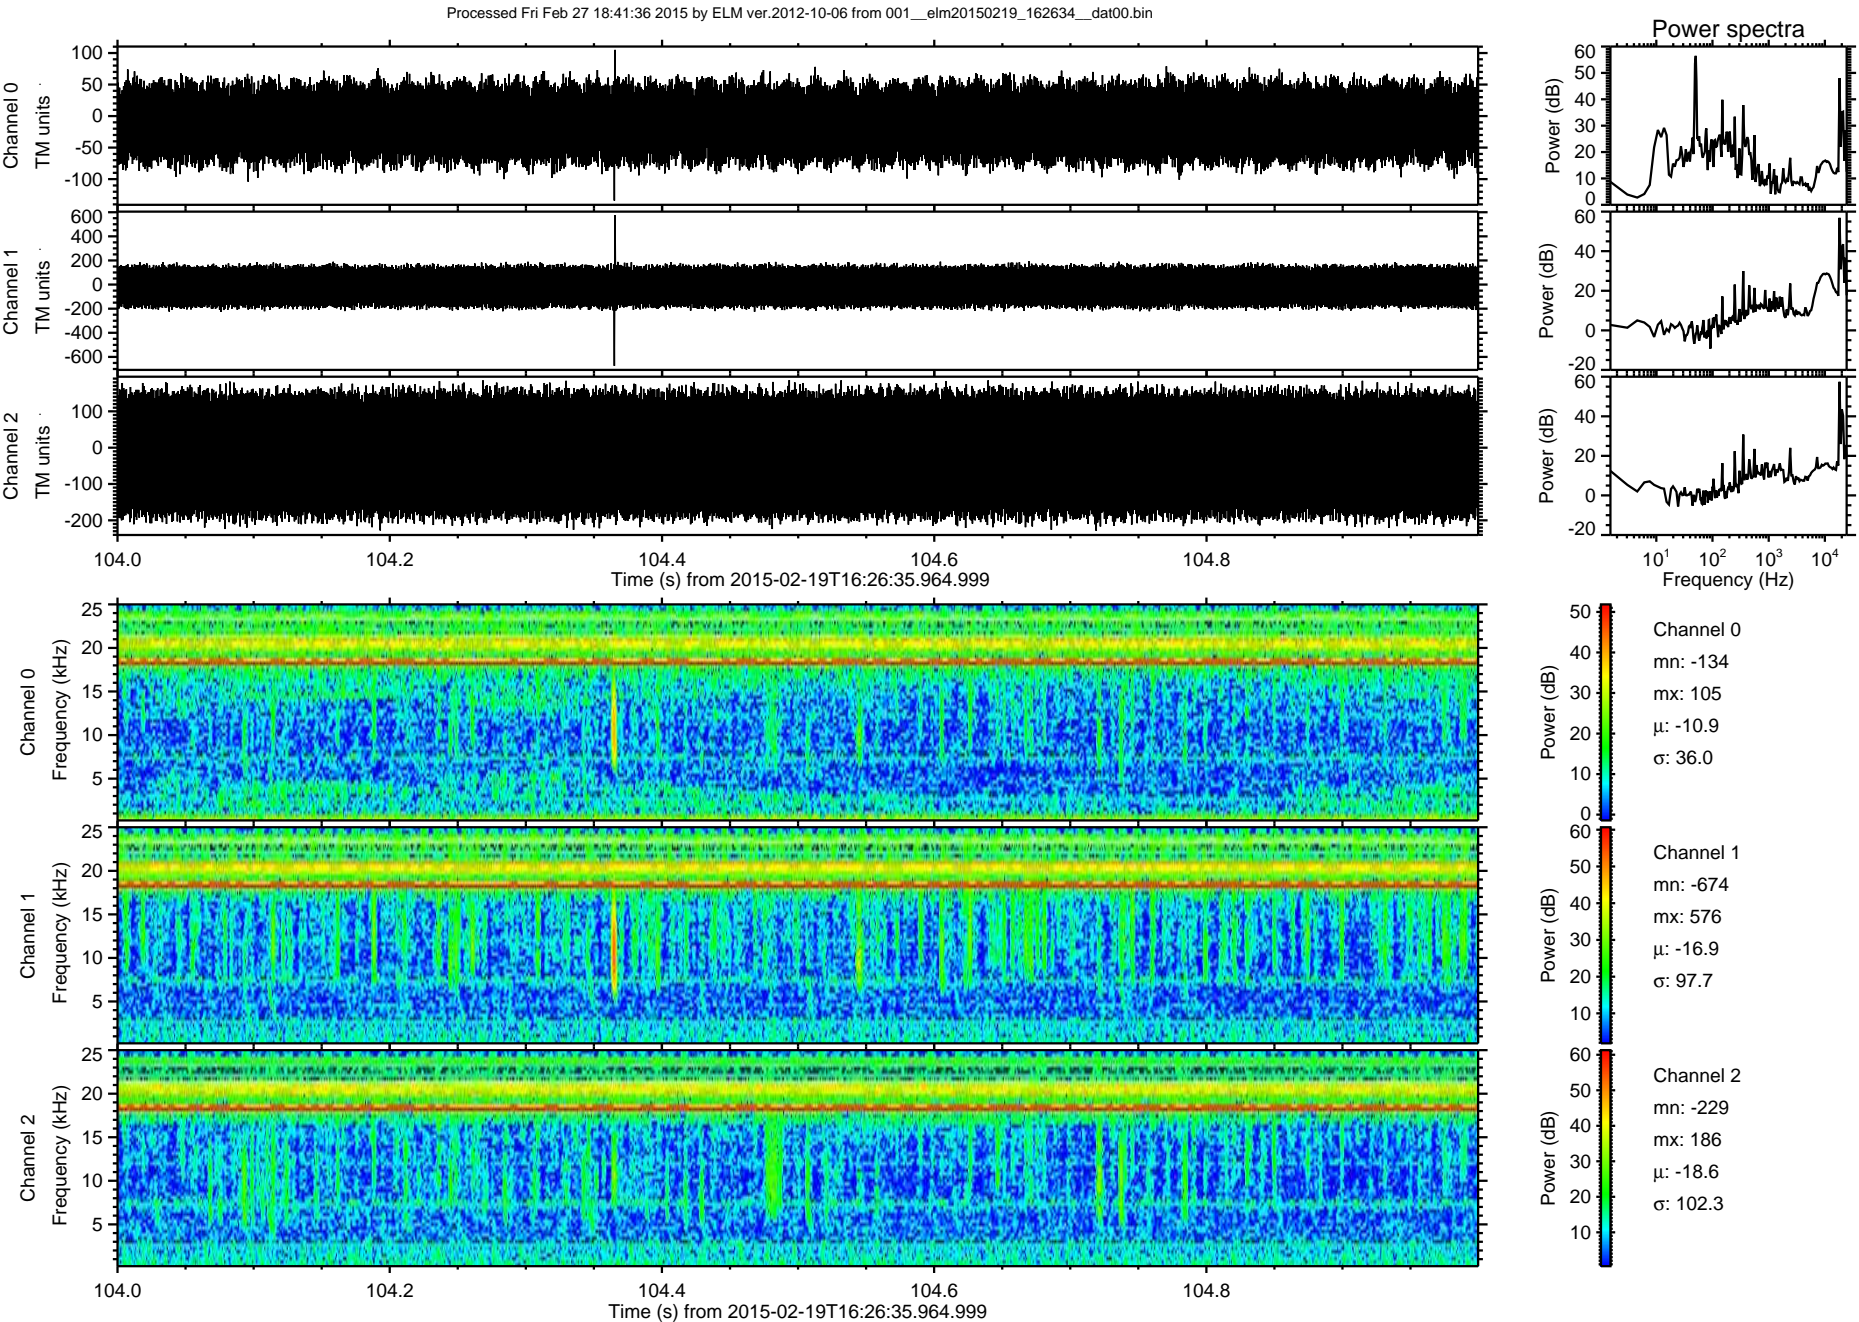 Processed Fri Feb 27 18:41:36 2015 by ELM ver.2012-10-06 from 001__elm20150219_162634__dat00.bin
Power spectra
Channel 0
TM units
100
50
0
-50
-100
Power (dB)
60
50
40
30
20
10
0
Channel 1
TM units
600
400
200
0
-200
-400
-600
Power (dB)
60
40
20
0
-20
Channel 2
TM units
100
0
-100
-200
Power (dB)
60
40
20
0
-20
104.0 104.2 104.4 104.6 104.8
Time (s) from 2015-02-19T16:26:35.964.999
10¹ 10² 10³ 10⁴
Frequency (Hz)
Channel 0
Frequency (kHz)
25
20
15
10
5
Power (dB)
50
40
30
20
10
0
Channel 0
mn: -134
mx: 105
μ: -10.9
σ: 36.0
Channel 1
Frequency (kHz)
25
20
15
10
5
Power (dB)
60
50
40
30
20
10
Channel 1
mn: -674
mx: 576
μ: -16.9
σ: 97.7
Channel 2
Frequency (kHz)
25
20
15
10
5
Power (dB)
60
50
40
30
20
10
Channel 2
mn: -229
mx: 186
μ: -18.6
σ: 102.3
104.0 104.2 104.4 104.6 104.8
Time (s) from 2015-02-19T16:26:35.964.999